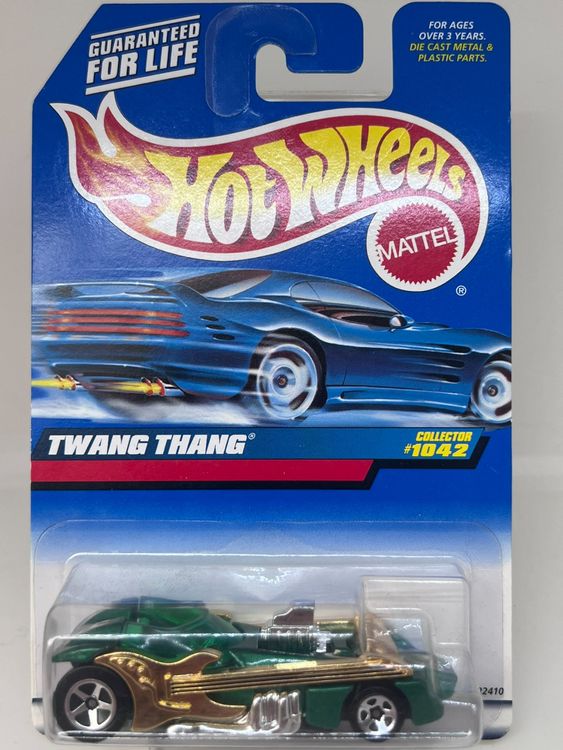 GUARANTEED
FOR LIFE
FOR AGES
OVER 3 YEARS.
DIE CAST METAL &
PLASTIC PARTS.
HOT WHEELS
MATTEL
®
TWANG THANG®
COLLECTOR
#1042